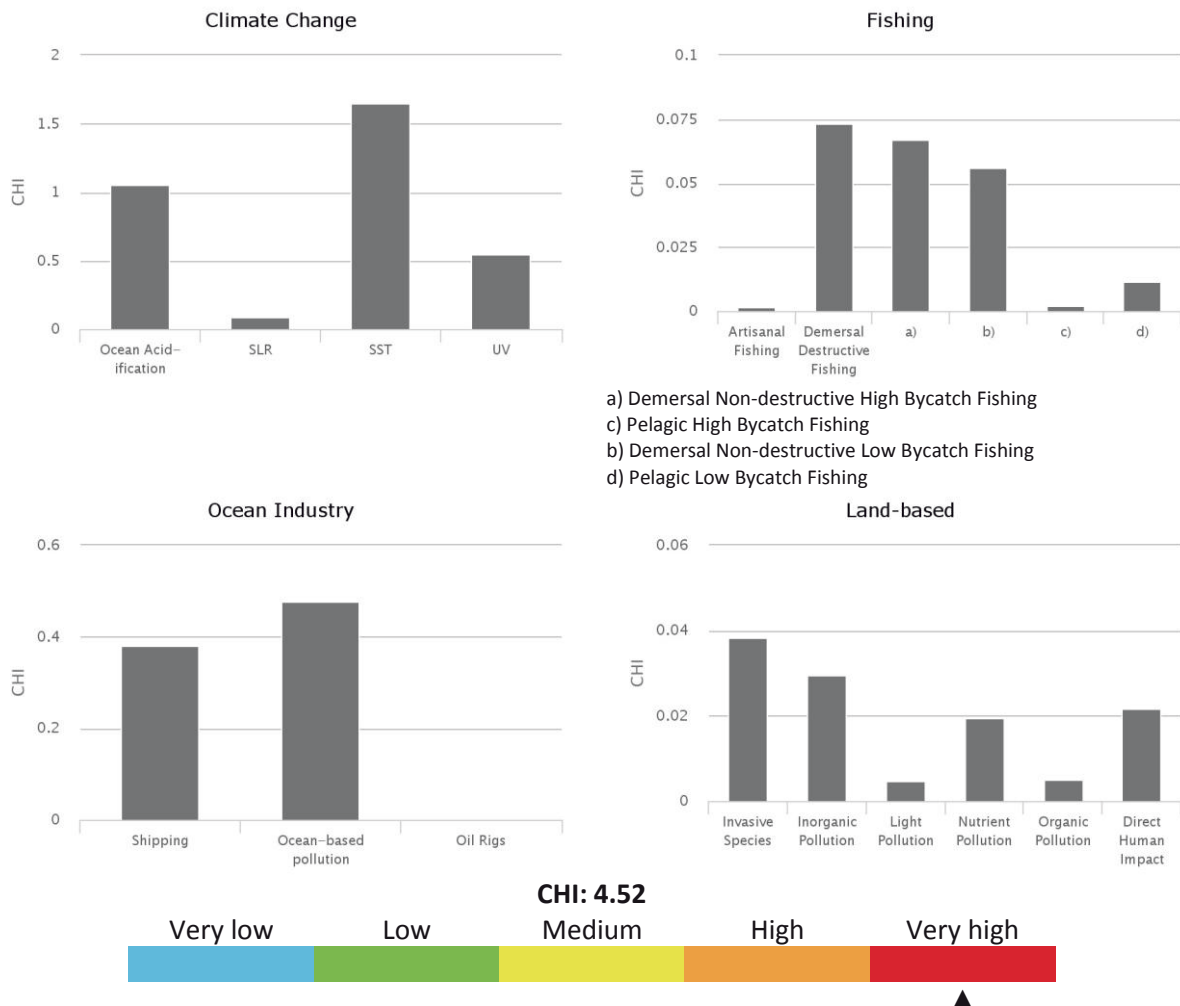 Climate Change
2
1.5
1
0.5
0
CHI
Ocean Acid-
ification
SLR
SST
UV
Fishing
0.1
0.075
0.05
0.025
0
CHI
Artisanal
Fishing
Demersal
Destructive
Fishing
a)
b)
c)
d)
a) Demersal Non-destructive High Bycatch Fishing
c) Pelagic High Bycatch Fishing
b) Demersal Non-destructive Low Bycatch Fishing
d) Pelagic Low Bycatch Fishing
Ocean Industry
0.6
0.4
0.2
0
CHI
Shipping
Ocean-based
pollution
Oil Rigs
Land-based
0.06
0.04
0.02
0
CHI
Invasive
Species
Inorganic
Pollution
Light
Pollution
Nutrient
Pollution
Organic
Pollution
Direct
Human
Impact
CHI: 4.52
Very low Low Medium High Very high